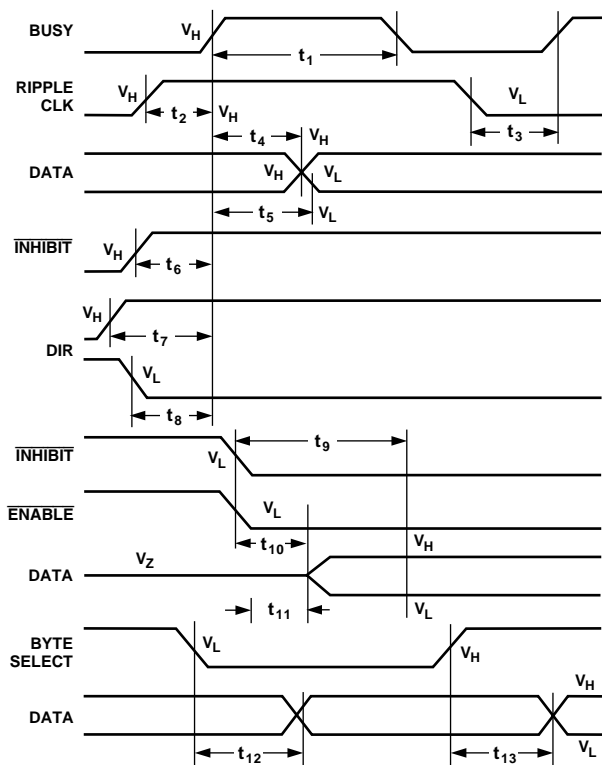 BUSY
V_H
t_1
RIPPLE
CLK
V_H
t_2
V_H
V_L
t_3
t_4
V_H
DATA
V_H
V_L
t_5
V_L
INHIBIT
V_H
t_6
V_H
t_7
DIR
V_L
t_8
INHIBIT
V_L
t_9
ENABLE
V_L
t_10
V_H
DATA
V_Z
t_11
V_L
BYTE
SELECT
V_L
V_H
DATA
V_H
t_12
t_13
V_L